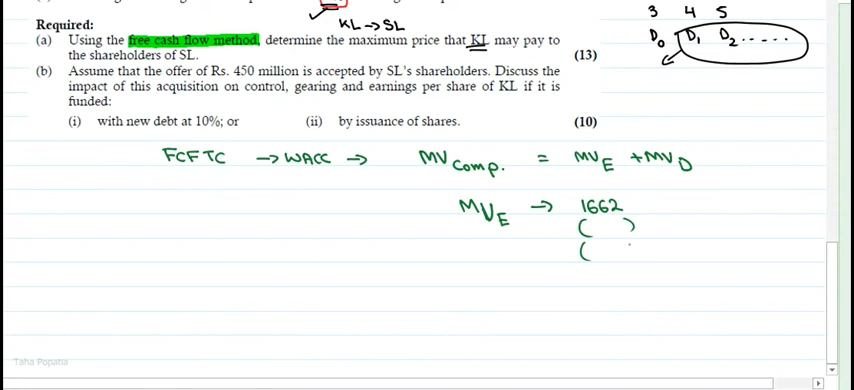 KL → SL
3 4 5
D0 D1 D2 .....
Required:
(a) Using the free cash flow method, determine the maximum price that KL may pay to
the shareholders of SL. (13)
(b) Assume that the offer of Rs. 450 million is accepted by SL's shareholders. Discuss the
impact of this acquisition on control, gearing and earnings per share of KL if it is
funded:
(i) with new debt at 10%; or (ii) by issuance of shares. (10)
FCFTC → WACC → MV comp. = MVE + MVD
MVE → 1662
( )
(
Taha Popatia